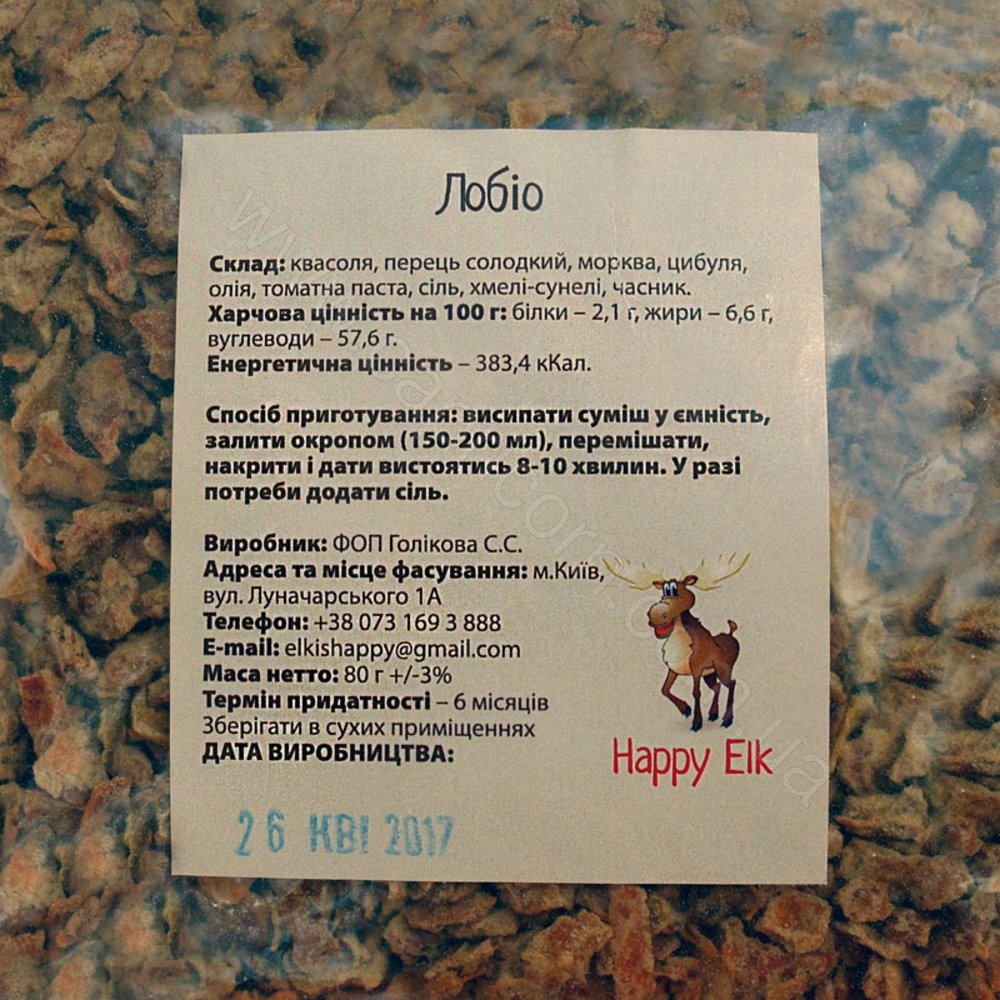 Лобіо
Склад: квасоля, перець солодкий, морква, цибуля,
олія, томатна паста, сіль, хмелі-сунелі, часник.
Харчова цінність на 100 г: білки – 2,1 г, жири – 6,6 г,
вуглеводи – 57,6 г.
Енергетична цінність – 383,4 кКал.
Спосіб приготування: висипати суміш у ємність,
залити окропом (150-200 мл), перемішати,
накрити і дати вистоятись 8-10 хвилин. У разі
потреби додати сіль.
Виробник: ФОП Голікова С.С.
Адреса та місце фасування: м.Київ,
вул. Луначарського 1А
Телефон: +38 073 169 3 888
E-mail: elkishappy@gmail.com
Маса нетто: 80 г +/-3%
Термін придатності – 6 місяців
Зберігати в сухих приміщеннях
ДАТА ВИРОБНИЦТВА:
Happy Elk
26 КВІ 2017